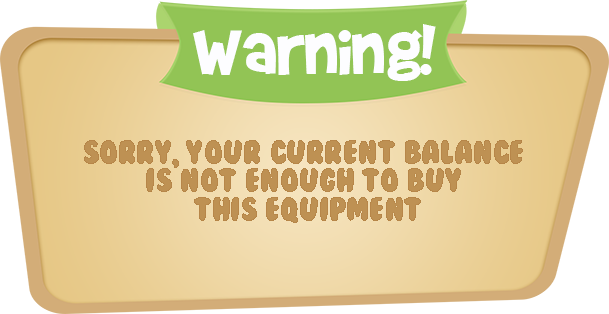 Warning!
SORRY, YOUR CURRENT BALANCE
IS NOT ENOUGH TO BUY
THIS EQUIPMENT